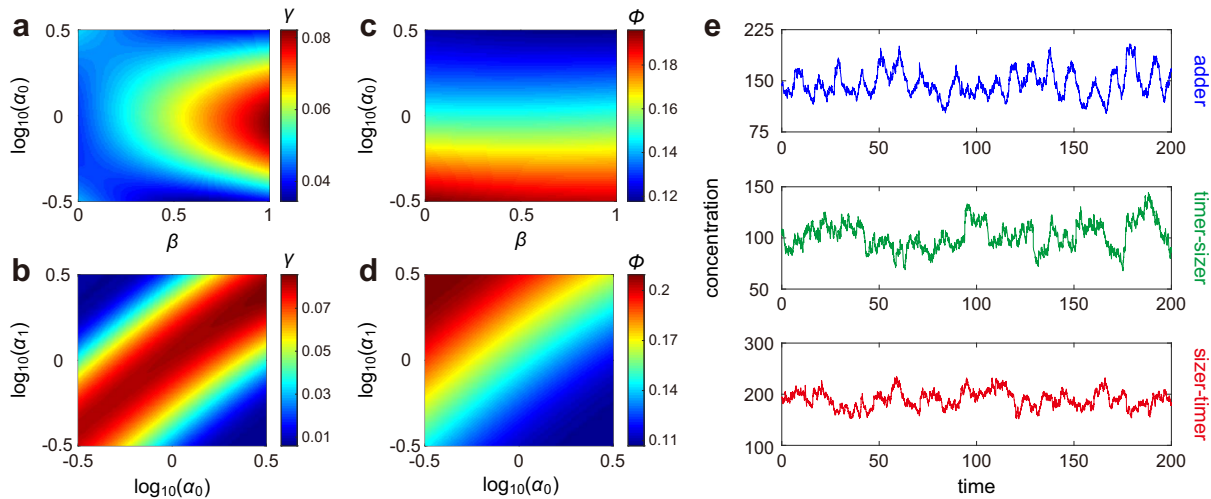 a
γ
0.5
0
-0.5
log10(α0)
0
0.5
1
β
0.08
0.06
0.04
c
Φ
0.5
0
-0.5
log10(α0)
0
0.5
1
β
0.18
0.16
0.14
0.12
b
γ
0.5
0
-0.5
log10(α1)
-0.5
0
0.5
log10(α0)
0.07
0.05
0.03
0.01
d
Φ
0.5
0
-0.5
log10(α1)
-0.5
0
0.5
log10(α0)
0.2
0.17
0.14
0.11
e
225
150
75
0
50
100
150
200
adder
150
100
50
0
50
100
150
200
timer-sizer
concentration
300
200
100
0
50
100
150
200
sizer-timer
time